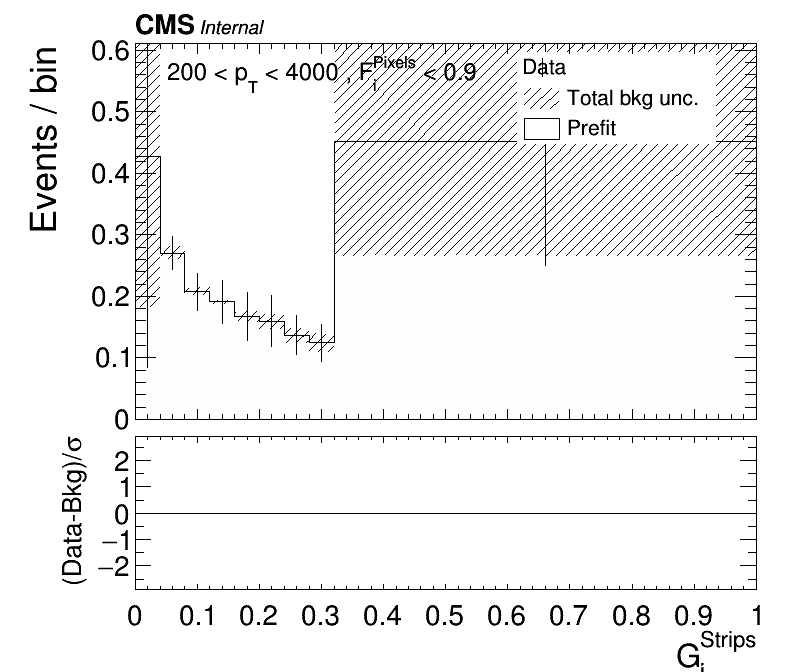 CMS Internal
200 < p_T < 4000 , F_i^Pixels < 0.9
Data
Total bkg unc.
Prefit
Events / bin
0.6
0.5
0.4
0.3
0.2
0.1
0
(Data-Bkg)/σ
2
1
0
−1
−2
0 0.1 0.2 0.3 0.4 0.5 0.6 0.7 0.8 0.9 1
G_i^Strips